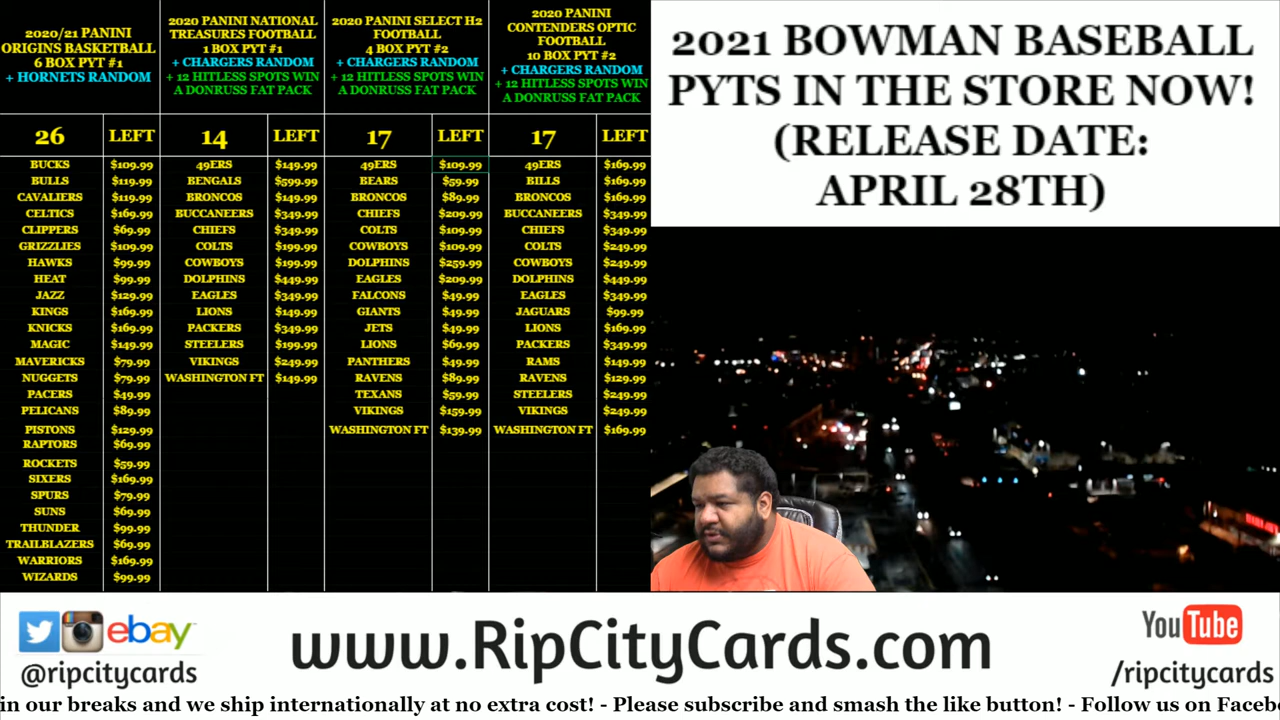 2020/21 PANINI
ORIGINS BASKETBALL
6 BOX PYT #1
+ HORNETS RANDOM
26 LEFT
BUCKS $109.99
BULLS $119.99
CAVALIERS $119.99
CELTICS $169.99
CLIPPERS $69.99
GRIZZLIES $109.99
HAWKS $99.99
HEAT $99.99
JAZZ $129.99
KINGS $169.99
KNICKS $169.99
MAGIC $149.99
MAVERICKS $79.99
NUGGETS $79.99
PACERS $49.99
PELICANS $89.99
PISTONS $129.99
RAPTORS $69.99
ROCKETS $59.99
SIXERS $169.99
SPURS $79.99
SUNS $69.99
THUNDER $99.99
TRAILBLAZERS $69.99
WARRIORS $169.99
WIZARDS $99.99
2020 PANINI NATIONAL
TREASURES FOOTBALL
1 BOX PYT #1
+ CHARGERS RANDOM
+ 12 HITLESS SPOTS WIN
A DONRUSS FAT PACK
14 LEFT
49ERS $149.99
BENGALS $599.99
BRONCOS $149.99
BUCCANEERS $349.99
CHIEFS $349.99
COLTS $199.99
COWBOYS $199.99
DOLPHINS $449.99
EAGLES $349.99
LIONS $149.99
PACKERS $349.99
STEELERS $199.99
VIKINGS $249.99
WASHINGTON FT $149.99
2020 PANINI SELECT H2
FOOTBALL
4 BOX PYT #2
+ CHARGERS RANDOM
+ 12 HITLESS SPOTS WIN
A DONRUSS FAT PACK
17 LEFT
49ERS $109.99
BEARS $59.99
BRONCOS $89.99
CHIEFS $209.99
COLTS $109.99
COWBOYS $109.99
DOLPHINS $259.99
EAGLES $209.99
FALCONS $49.99
GIANTS $49.99
JETS $49.99
LIONS $69.99
PANTHERS $49.99
RAVENS $89.99
TEXANS $59.99
VIKINGS $159.99
WASHINGTON FT $139.99
2020 PANINI
CONTENDERS OPTIC
FOOTBALL
10 BOX PYT #2
+ CHARGERS RANDOM
+ 12 HITLESS SPOTS WIN
A DONRUSS FAT PACK
17 LEFT
49ERS $169.99
BILLS $169.99
BRONCOS $169.99
BUCCANEERS $349.99
CHIEFS $349.99
COLTS $249.99
COWBOYS $249.99
DOLPHINS $449.99
EAGLES $349.99
JAGUARS $99.99
LIONS $169.99
PACKERS $349.99
RAMS $149.99
RAVENS $129.99
STEELERS $249.99
VIKINGS $249.99
WASHINGTON FT $169.99
2021 BOWMAN BASEBALL
PYTS IN THE STORE NOW!
(RELEASE DATE:
APRIL 28TH)
ebay
@ripcitycards
www.RipCityCards.com
YouTube
/ripcitycards
in our breaks and we ship internationally at no extra cost! - Please subscribe and smash the like button! - Follow us on Facebo